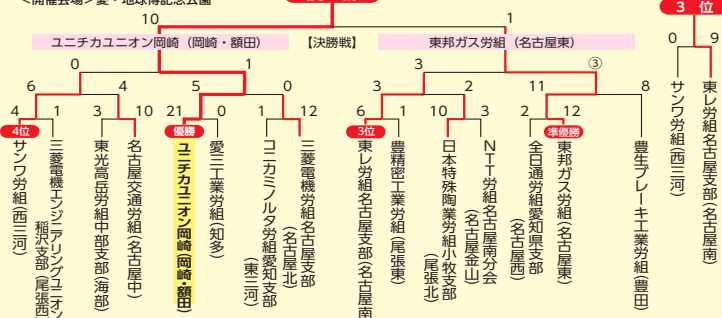 <開催会場>愛・地球博記念公園
10
1
3 位
ユニチカユニオン岡崎（岡崎・額田）
【決勝戦】
東邦ガス労組（名古屋東）
0
9
0
1
3
③
6
4
5
0
3
2
11
8
4
1
3
10
21
0
1
12
6
1
10
3
2
12
4位
優勝
3位
準優勝
サンワ労組（西三河）
三菱電機エンジニアリングユニオン
稲沢支部（尾張西
東光高岳労組中部支部（海部）
名古屋交通労組（名古屋中）
ユニチカユニオン岡崎（岡崎・額田）
愛三工業労組（知多）
コニカミノルタ労組愛知支部
（東三河）
三菱電機労組名古屋支部
（名古屋北）
東レ労組名古屋支部（名古屋南
豊精密工業労組（尾張東）
日本特殊陶業労組小牧支部
（尾張北）
ＮＴＴ労組名古屋南分会
（名古屋金山）
全日通労組愛知県支部
（名古屋西）
東邦ガス労組（名古屋東）
豊生ブレーキ工業労組（豊田）
サンワ労組（西三河）
東レ労組名古屋支部（名古屋南）